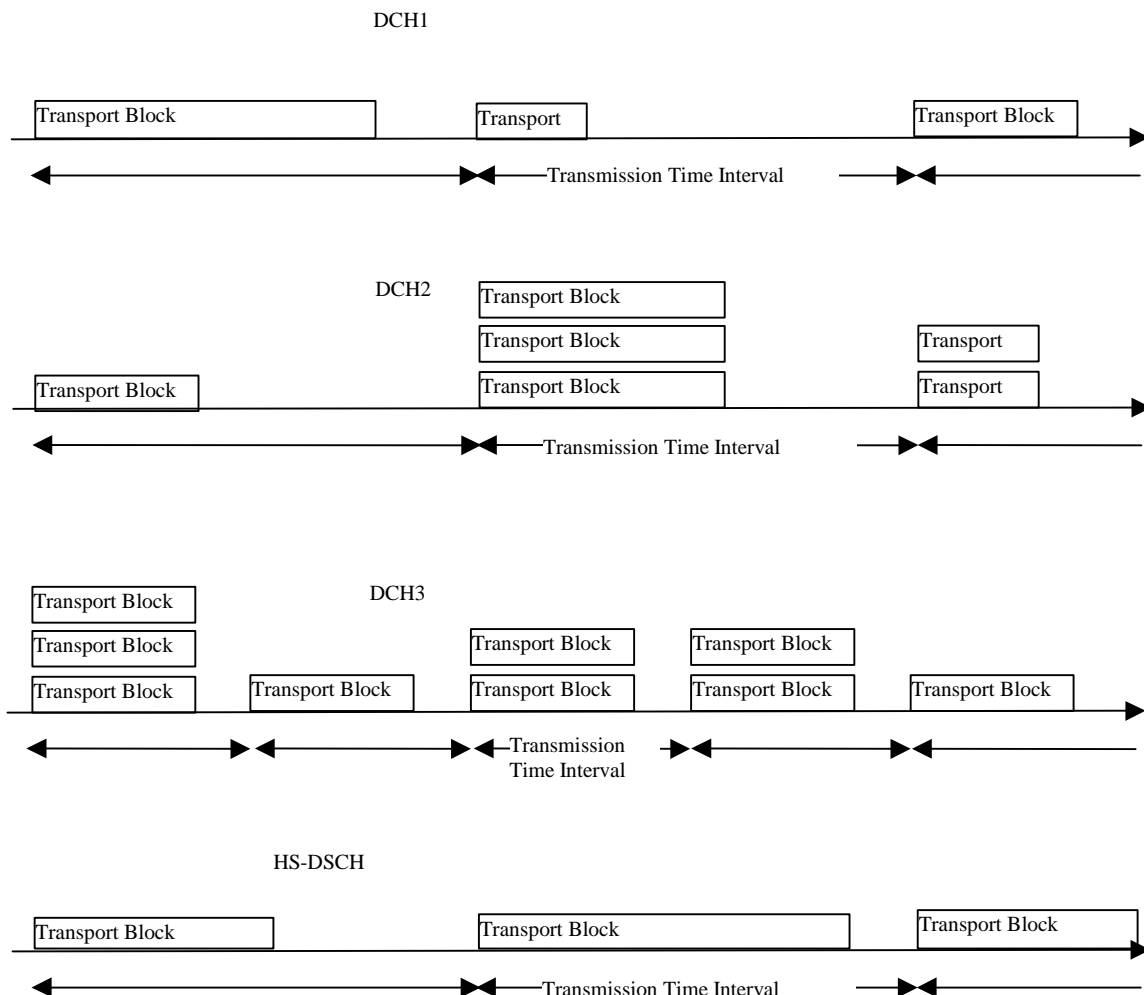 DCH1
Transport Block
Transport
Transport Block
Transmission Time Interval
DCH2
Transport Block
Transport Block
Transport
Transport Block
Transport Block
Transport
Transmission Time Interval
DCH3
Transport Block
Transport Block
Transport Block
Transport Block
Transport Block
Transport Block
Transport Block
Transport Block
Transport Block
Transport Block
Transmission
Time Interval
HS-DSCH
Transport Block
Transport Block
Transport Block
Transmission Time Interval